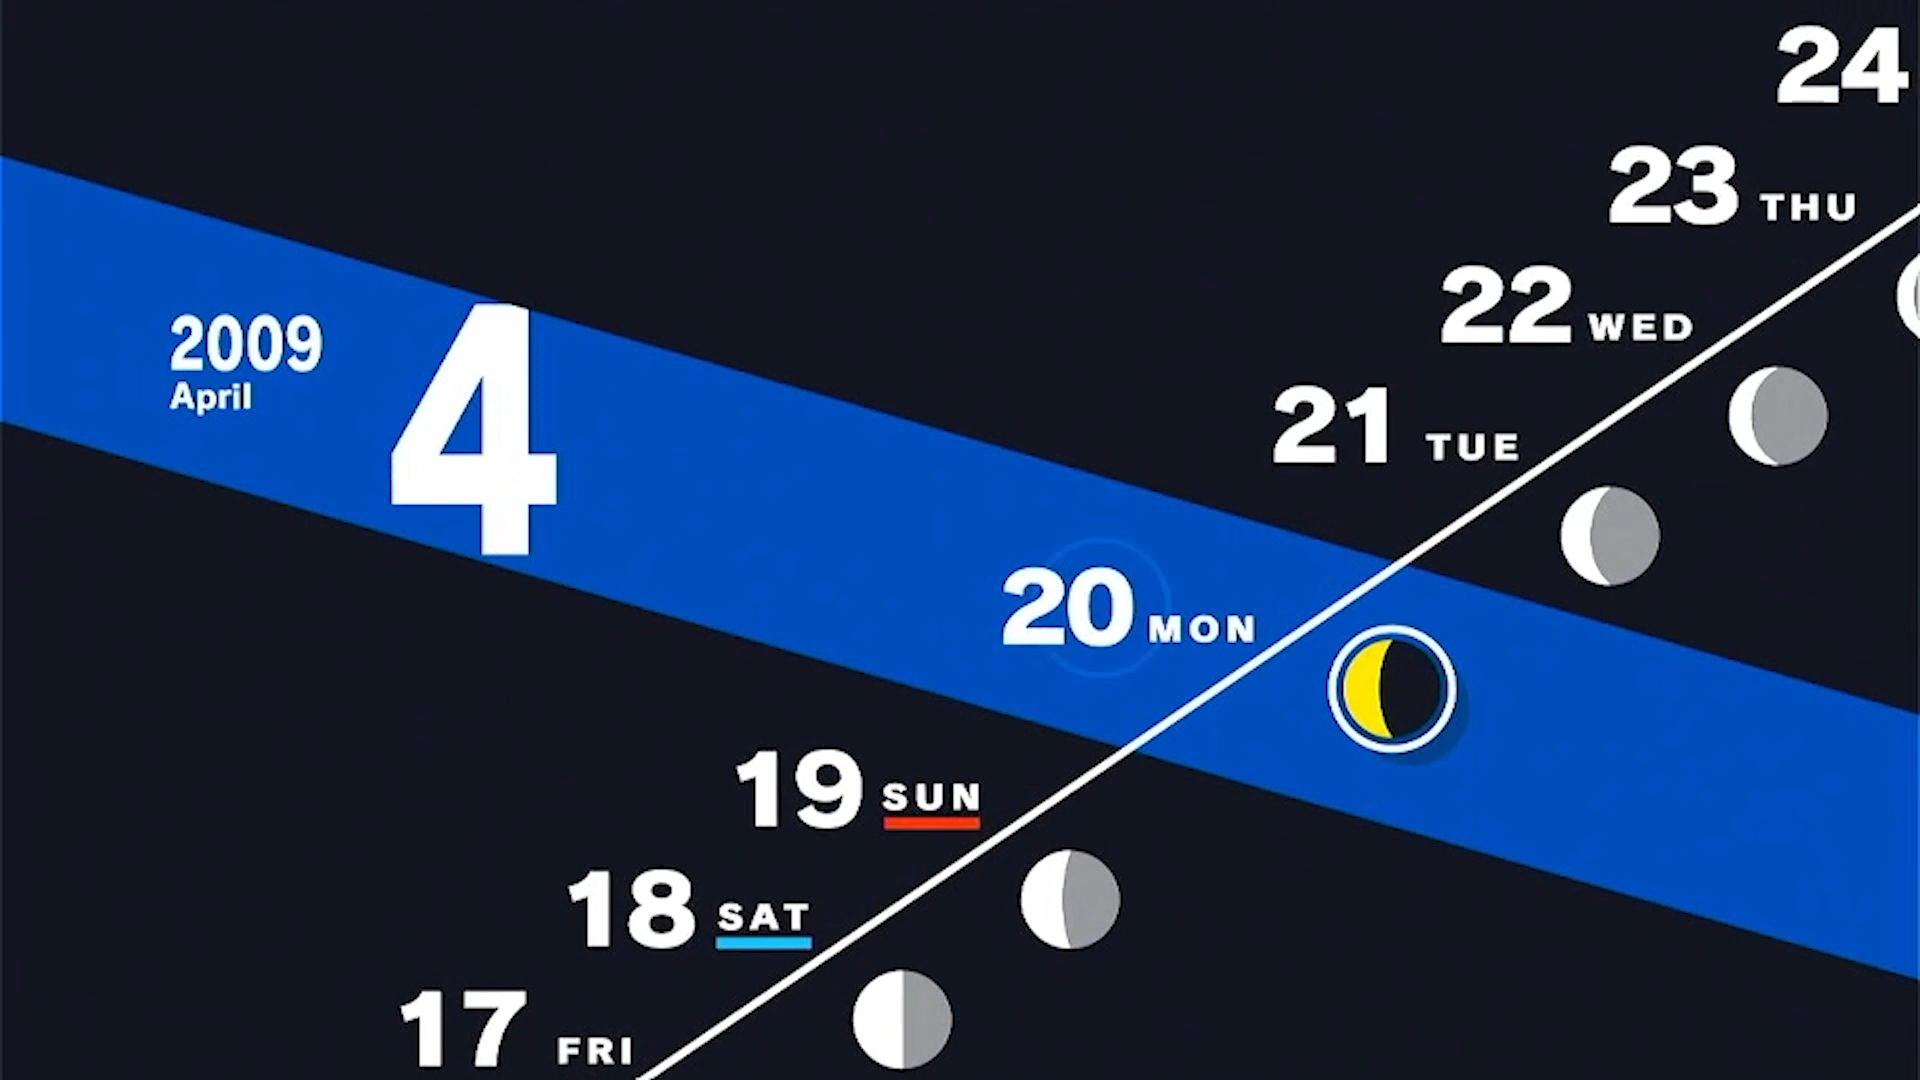 24
23 THU
22 WED
2009
April
4
21 TUE
20 MON
19 SUN
18 SAT
17 FRI